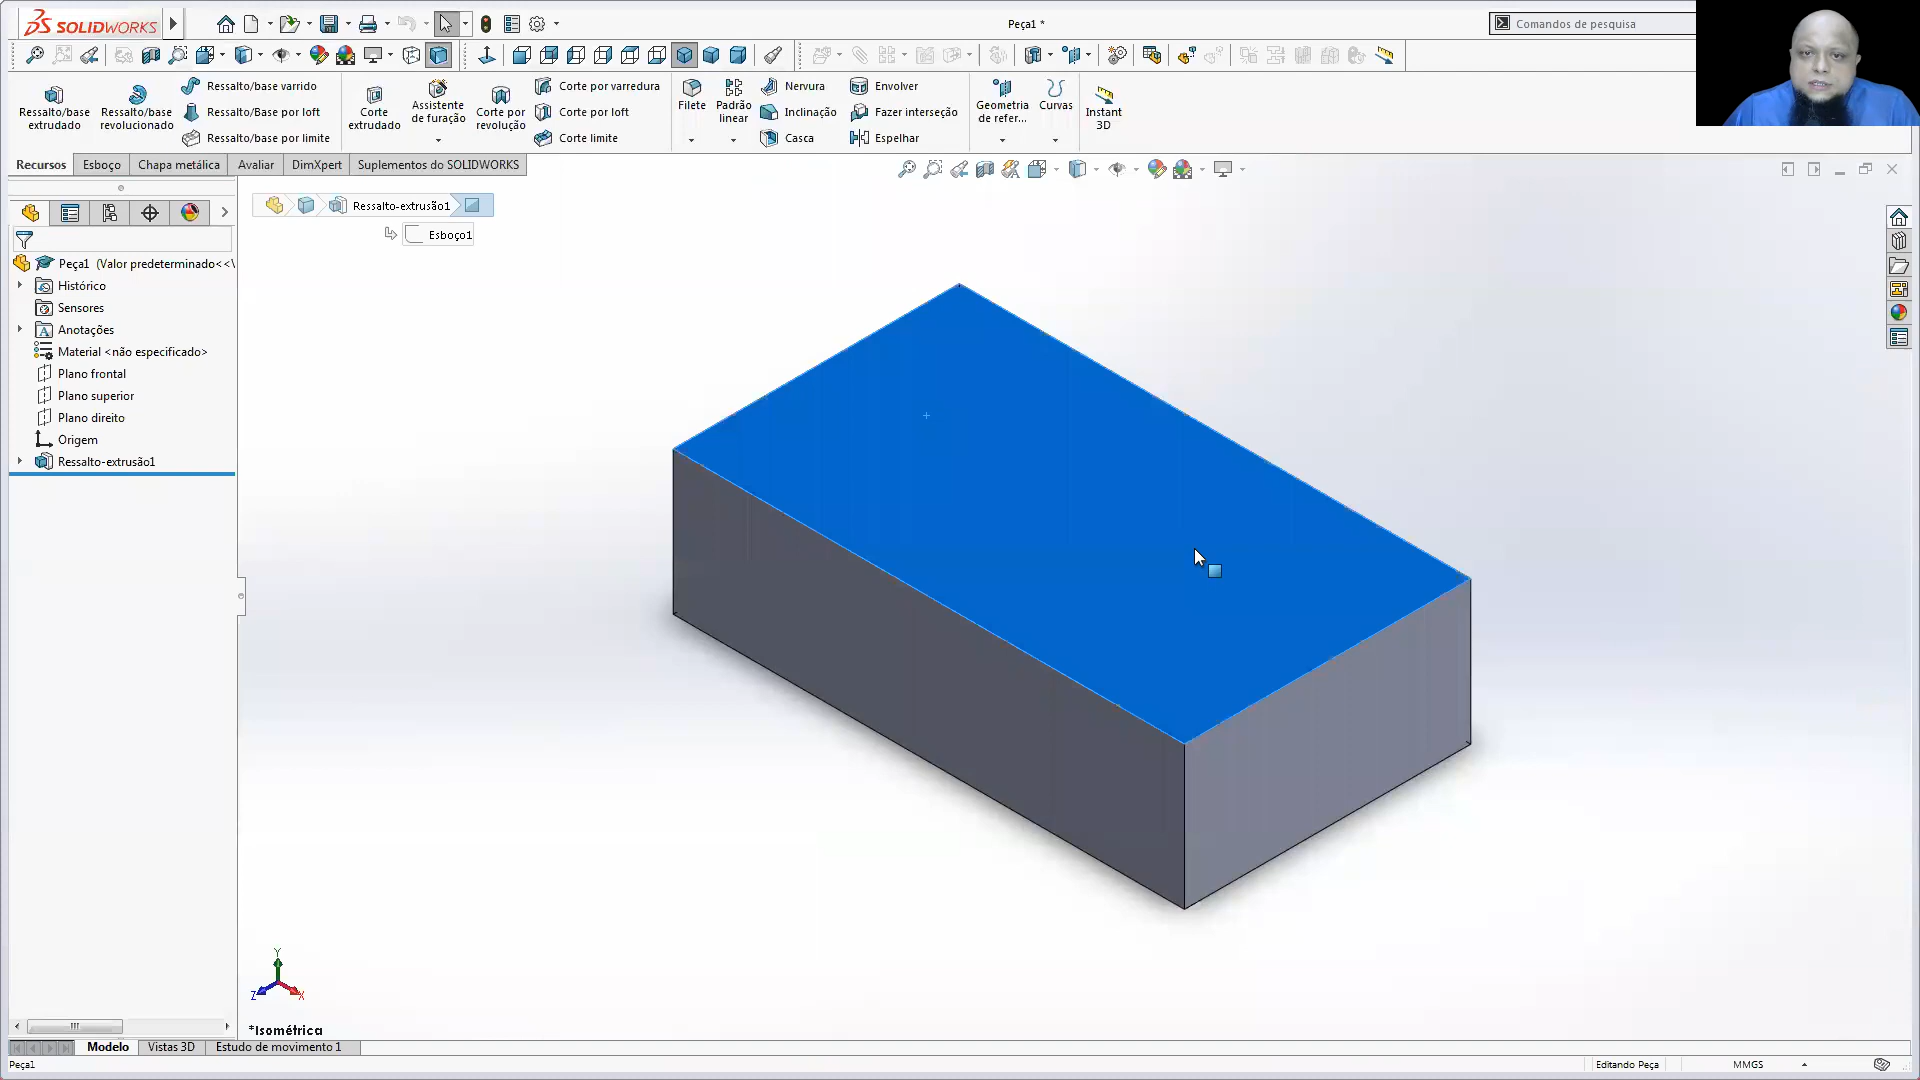 SOLIDWORKS
Peça1 *
Comandos de pesquisa
Ressalto/base extrudado
Ressalto/base revolucionado
Ressalto/base varrido
Ressalto/base por loft
Ressalto/base por limite
Corte extrudado
Assistente de furação
Corte por revolução
Corte por varredura
Corte por loft
Corte limite
Filete
Padrão linear
Nervura
Inclinação
Casca
Envolver
Fazer interseção
Espelhar
Geometria de refer...
Curvas
Instant 3D
Recursos
Esboço
Chapa metálica
Avaliar
DimXpert
Suplementos do SOLIDWORKS
Ressalto-extrusão1
Esboço1
Peça1 (Valor predeterminado<<\
Histórico
Sensores
Anotações
Material <não especificado>
Plano frontal
Plano superior
Plano direito
Origem
Ressalto-extrusão1
Y
Z
X
*Isométrica
Modelo
Vistas 3D
Estudo de movimento 1
Peça1
Editando Peça
MMGS